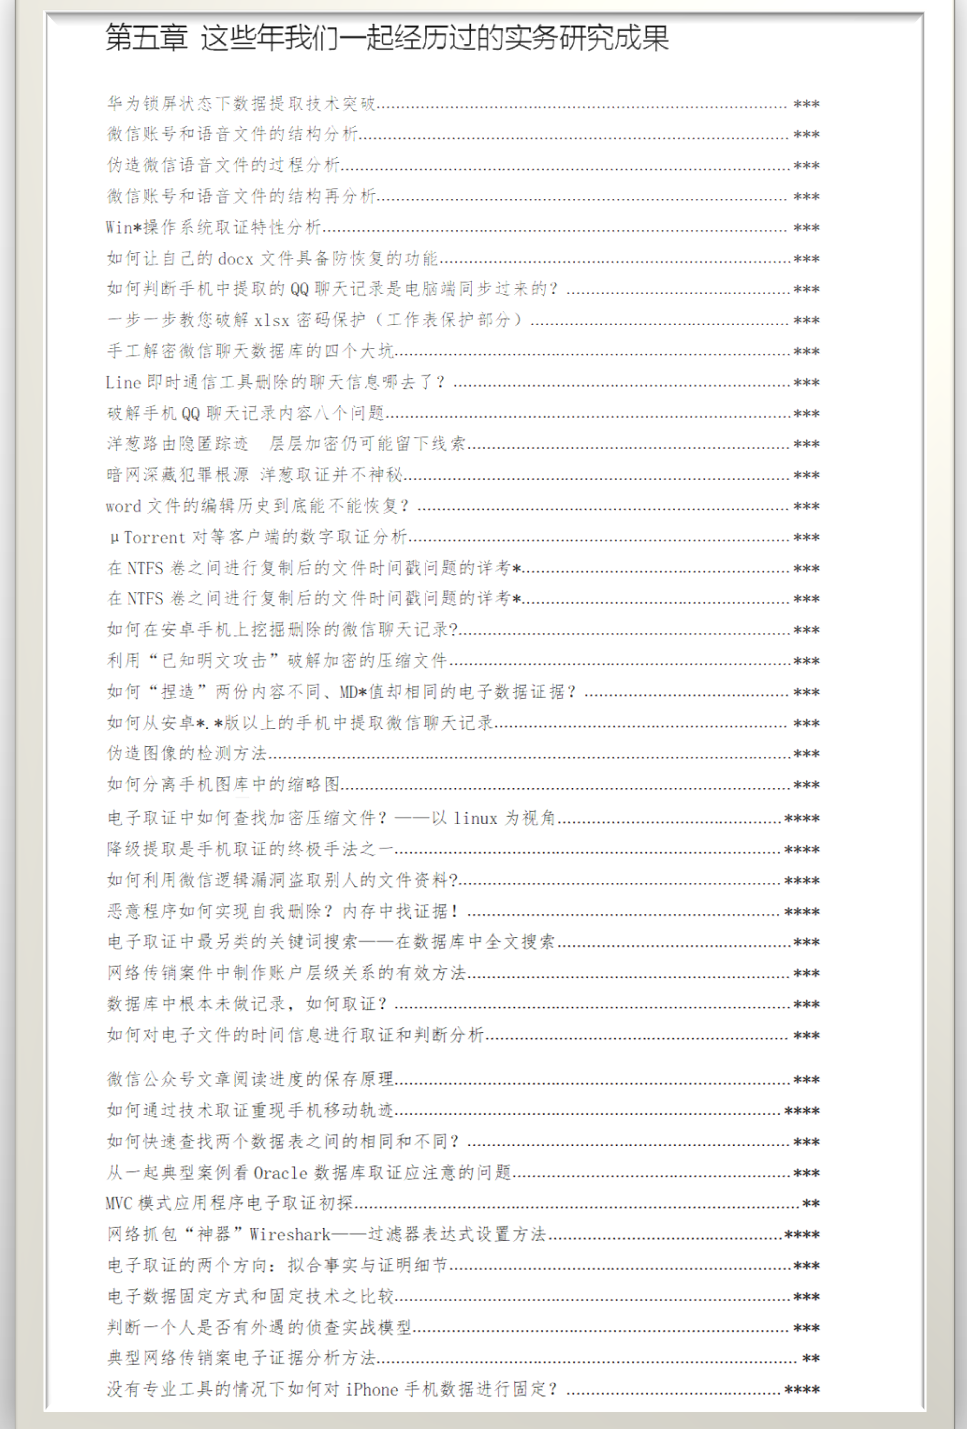 第五章 这些年我们一起经历过的实务研究成果
华为锁屏状态下数据提取技术突破 ***
微信账号和语音文件的结构分析 ***
伪造微信语音文件的过程分析 ***
微信账号和语音文件的结构再分析 ***
Win*操作系统取证特性分析 ***
如何让自己的 docx 文件具备防恢复的功能 ***
如何判断手机中提取的 QQ 聊天记录是电脑端同步过来的？ ***
一步一步教您破解 xlsx 密码保护（工作表保护部分） ***
手工解密微信聊天数据库的四个大坑 ***
Line 即时通信工具删除的聊天信息哪去了？ ***
破解手机 QQ 聊天记录内容八个问题 ***
洋葱路由隐匿踪迹 层层加密仍可能留下线索 ***
暗网深藏犯罪根源 洋葱取证并不神秘 ***
word 文件的编辑历史到底能不能恢复？ ***
μTorrent 对等客户端的数字取证分析 ***
在 NTFS 卷之间进行复制后的文件时间戳问题的详考* ***
在 NTFS 卷之间进行复制后的文件时间戳问题的详考* ***
如何在安卓手机上挖掘删除的微信聊天记录? ***
利用“已知明文攻击”破解加密的压缩文件 ***
如何“捏造”两份内容不同、MD*值却相同的电子数据证据？ ***
如何从安卓*.*版以上的手机中提取微信聊天记录 ***
伪造图像的检测方法 ***
如何分离手机图库中的缩略图 ***
电子取证中如何查找加密压缩文件？——以 linux 为视角 ****
降级提取是手机取证的终极手法之一 ****
如何利用微信逻辑漏洞盗取别人的文件资料? ****
恶意程序如何实现自我删除？内存中找证据！ ****
电子取证中最另类的关键词搜索——在数据库中全文搜索 ***
网络传销案件中制作账户层级关系的有效方法 ***
数据库中根本未做记录，如何取证？ ***
如何对电子文件的时间信息进行取证和判断分析 ***
微信公众号文章阅读进度的保存原理 ***
如何通过技术取证重现手机移动轨迹 ****
如何快速查找两个数据表之间的相同和不同？ ***
从一起典型案例看 Oracle 数据库取证应注意的问题 ***
MVC 模式应用程序电子取证初探 **
网络抓包“神器”Wireshark——过滤器表达式设置方法 ****
电子取证的两个方向：拟合事实与证明细节 ***
电子数据固定方式和固定技术之比较 ***
判断一个人是否有外遇的侦查实战模型 ***
典型网络传销案电子证据分析方法 **
没有专业工具的情况下如何对 iPhone 手机数据进行固定？ ****